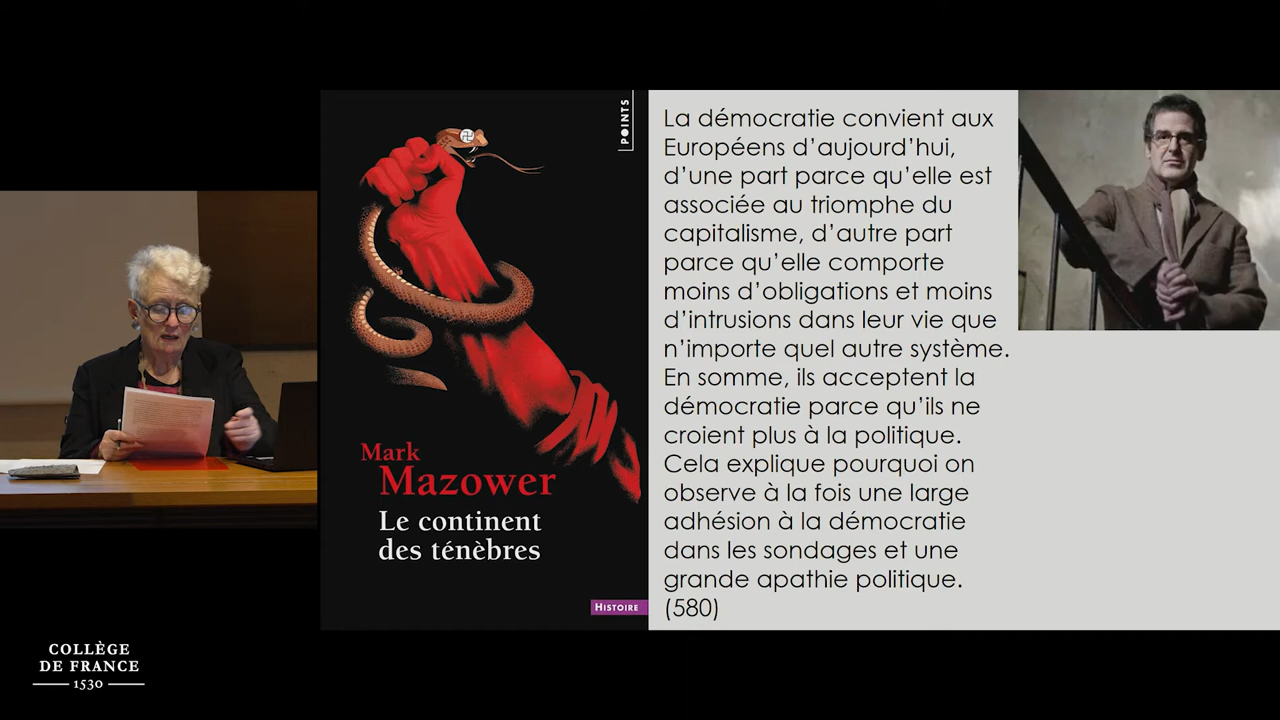 POINTS
Mark
Mazower
Le continent
des ténèbres
HISTOIRE
La démocratie convient aux
Européens d’aujourd’hui,
d’une part parce qu’elle est
associée au triomphe du
capitalisme, d’autre part
parce qu’elle comporte
moins d’obligations et moins
d’intrusions dans leur vie que
n’importe quel autre système.
En somme, ils acceptent la
démocratie parce qu’ils ne
croient plus à la politique.
Cela explique pourquoi on
observe à la fois une large
adhésion à la démocratie
dans les sondages et une
grande apathie politique.
(580)
COLLÈGE
DE FRANCE
1530